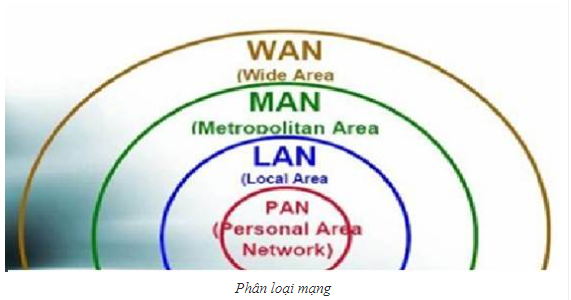 WAN
(Wide Area
MAN
(Metropolitan Area
LAN
(Local Area
PAN
(Personal Area
Network)
Phân loại mạng